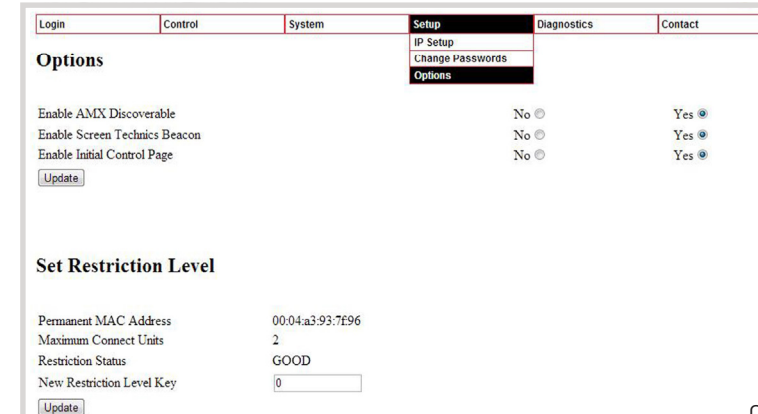 Login Control System Setup Diagnostics Contact
IP Setup
Change Passwords
Options
Options
Enable AMX Discoverable No Yes
Enable Screen Technics Beacon No Yes
Enable Initial Control Page No Yes
Update
Set Restriction Level
Permanent MAC Address 00:04:a3:93:7f:96
Maximum Connect Units 2
Restriction Status GOOD
New Restriction Level Key 0
Update